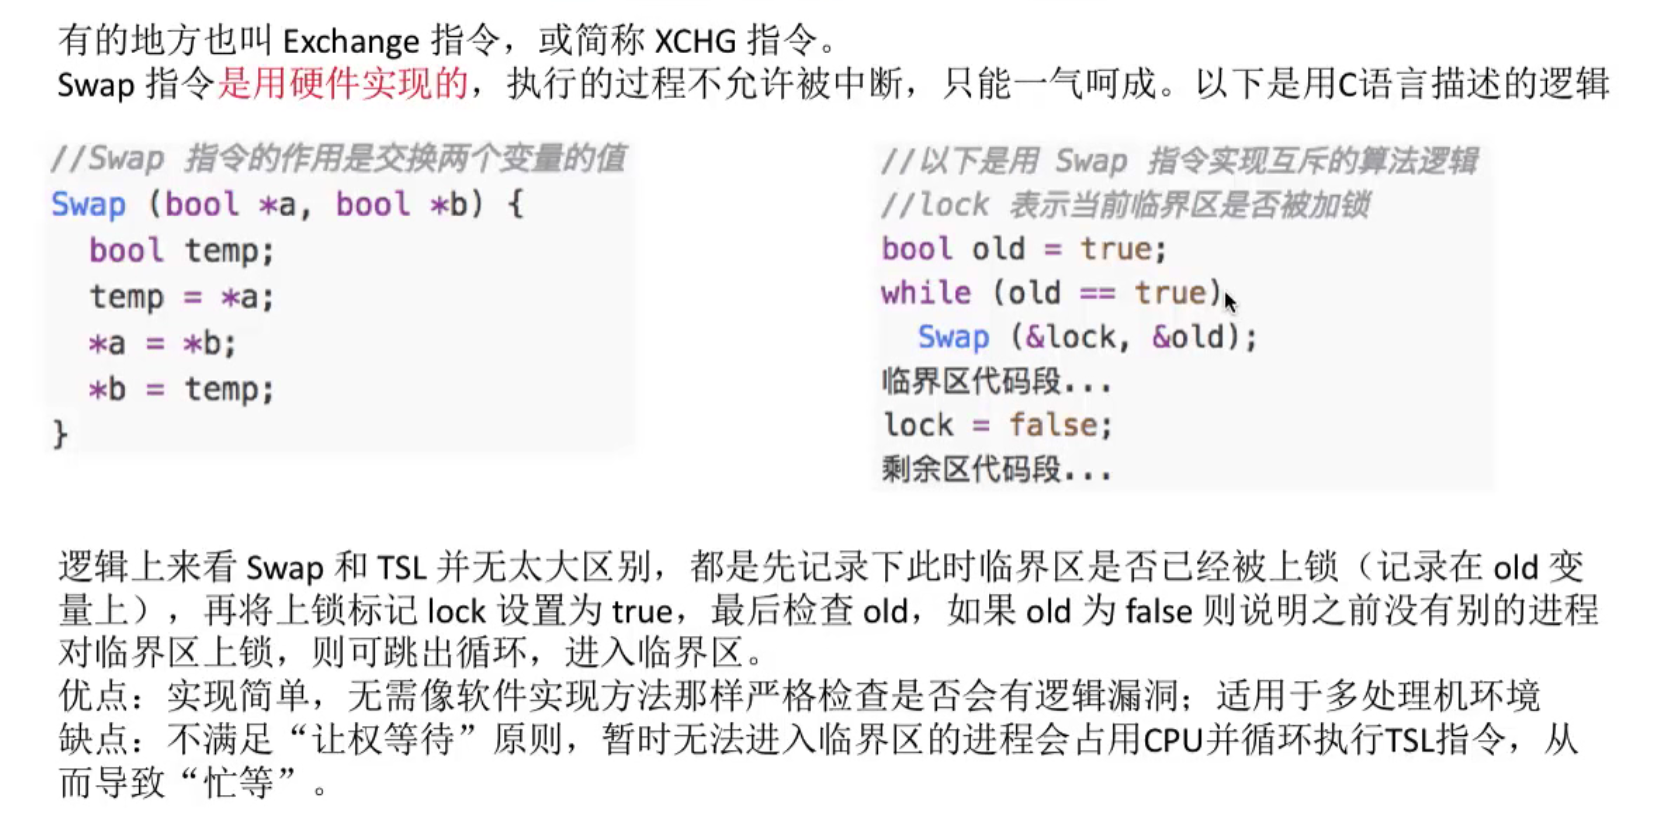 有的地方也叫 Exchange 指令，或简称 XCHG 指令。
Swap 指令是用硬件实现的，执行的过程不允许被中断，只能一气呵成。以下是用C语言描述的逻辑
//Swap 指令的作用是交换两个变量的值
Swap (bool *a, bool *b) {
  bool temp;
  temp = *a;
  *a = *b;
  *b = temp;
}
//以下是用 Swap 指令实现互斥的算法逻辑
//lock 表示当前临界区是否被加锁
bool old = true;
while (old == true)
  Swap (&lock, &old);
临界区代码段...
lock = false;
剩余区代码段...
逻辑上来看 Swap 和 TSL 并无太大区别，都是先记录下此时临界区是否已经被上锁（记录在 old 变
量上），再将上锁标记 lock 设置为 true，最后检查 old，如果 old 为 false 则说明之前没有别的进程
对临界区上锁，则可跳出循环，进入临界区。
优点：实现简单，无需像软件实现方法那样严格检查是否会有逻辑漏洞；适用于多处理机环境
缺点：不满足“让权等待”原则，暂时无法进入临界区的进程会占用CPU并循环执行TSL指令，从
而导致“忙等”。